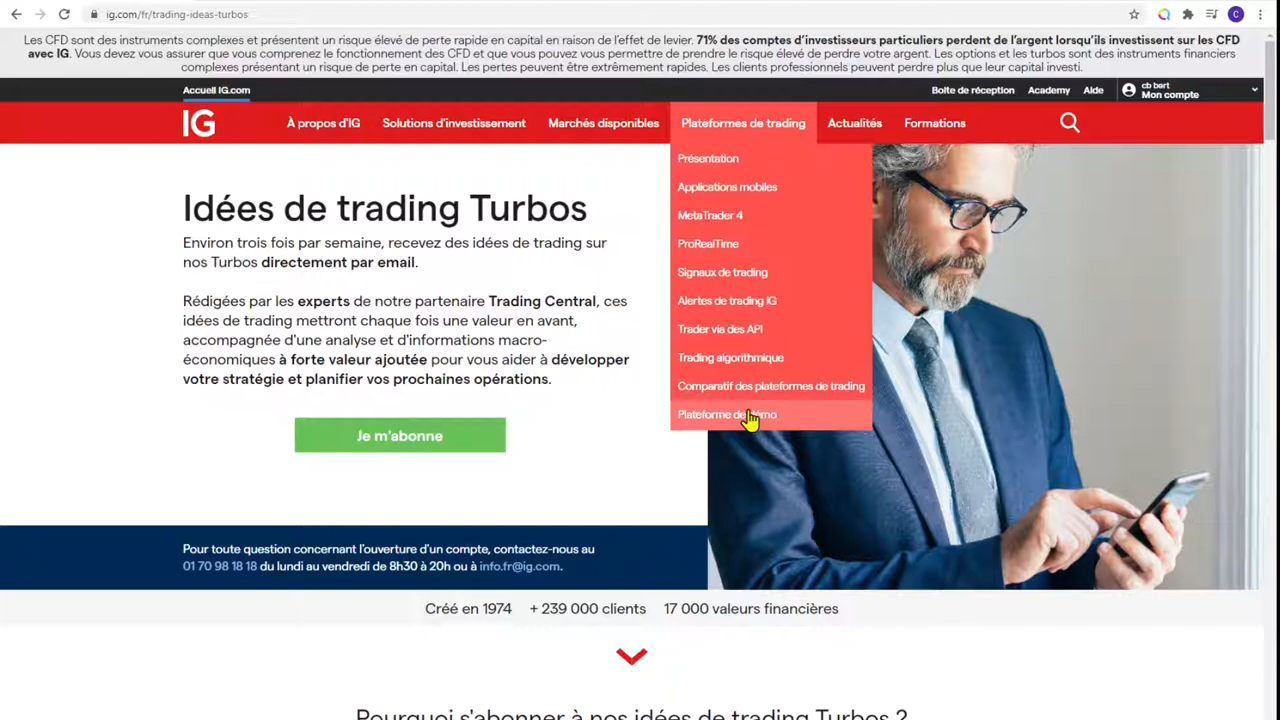 ig.com/fr/trading-ideas-turbos
C
Les CFD sont des instruments complexes et présentent un risque élevé de perte rapide en capital en raison de l'effet de levier. 71% des comptes d'investisseurs particuliers perdent de l'argent lorsqu'ils investissent sur les CFD
avec IG. Vous devez vous assurer que vous comprenez le fonctionnement des CFD et que vous pouvez vous permettre de prendre le risque élevé de perdre votre argent. Les options et les turbos sont des instruments financiers
complexes présentant un risque de perte en capital. Les pertes peuvent être extrêmement rapides. Les clients professionnels peuvent perdre plus que leur capital investi.
Accueil IG.com
Boîte de réception
Academy
Aide
cb bert
Mon compte
IG
À propos d'IG
Solutions d'investissement
Marchés disponibles
Plateformes de trading
Actualités
Formations
Présentation
Applications mobiles
MetaTrader 4
ProRealTime
Signaux de trading
Alertes de trading IG
Trader via des API
Trading algorithmique
Comparatif des plateformes de trading
Plateforme de démo
Idées de trading Turbos
Environ trois fois par semaine, recevez des idées de trading sur
nos Turbos directement par email.
Rédigées par les experts de notre partenaire Trading Central, ces
idées de trading mettront chaque fois une valeur en avant,
accompagnée d'une analyse et d'informations macro-
économiques à forte valeur ajoutée pour vous aider à développer
votre stratégie et planifier vos prochaines opérations.
Je m'abonne
Pour toute question concernant l'ouverture d'un compte, contactez-nous au
01 70 98 18 18 du lundi au vendredi de 8h30 à 20h ou à info.fr@ig.com.
Créé en 1974
+ 239 000 clients
17 000 valeurs financières
Pourquoi s'abonner à nos idées de trading Turbos ?